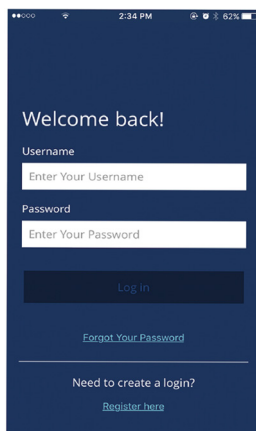 2:34 PM 62%
Welcome back!
Username
Enter Your Username
Password
Enter Your Password
Log in
Forgot Your Password
Need to create a login?
Register here